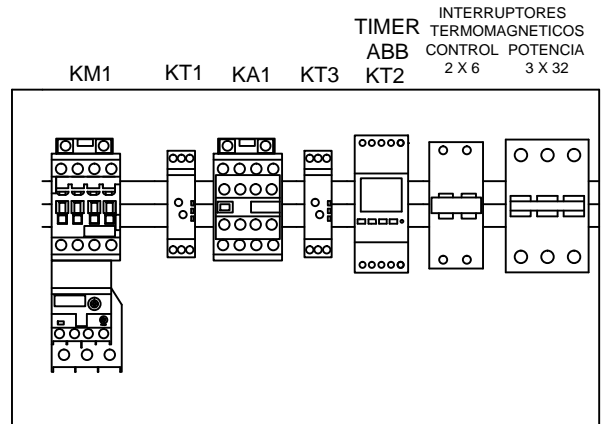 KM1
KT1
KA1
KT3
TIMER
ABB
KT2
INTERRUPTORES
TERMOMAGNETICOS
CONTROL POTENCIA
2 X 6 3 X 32